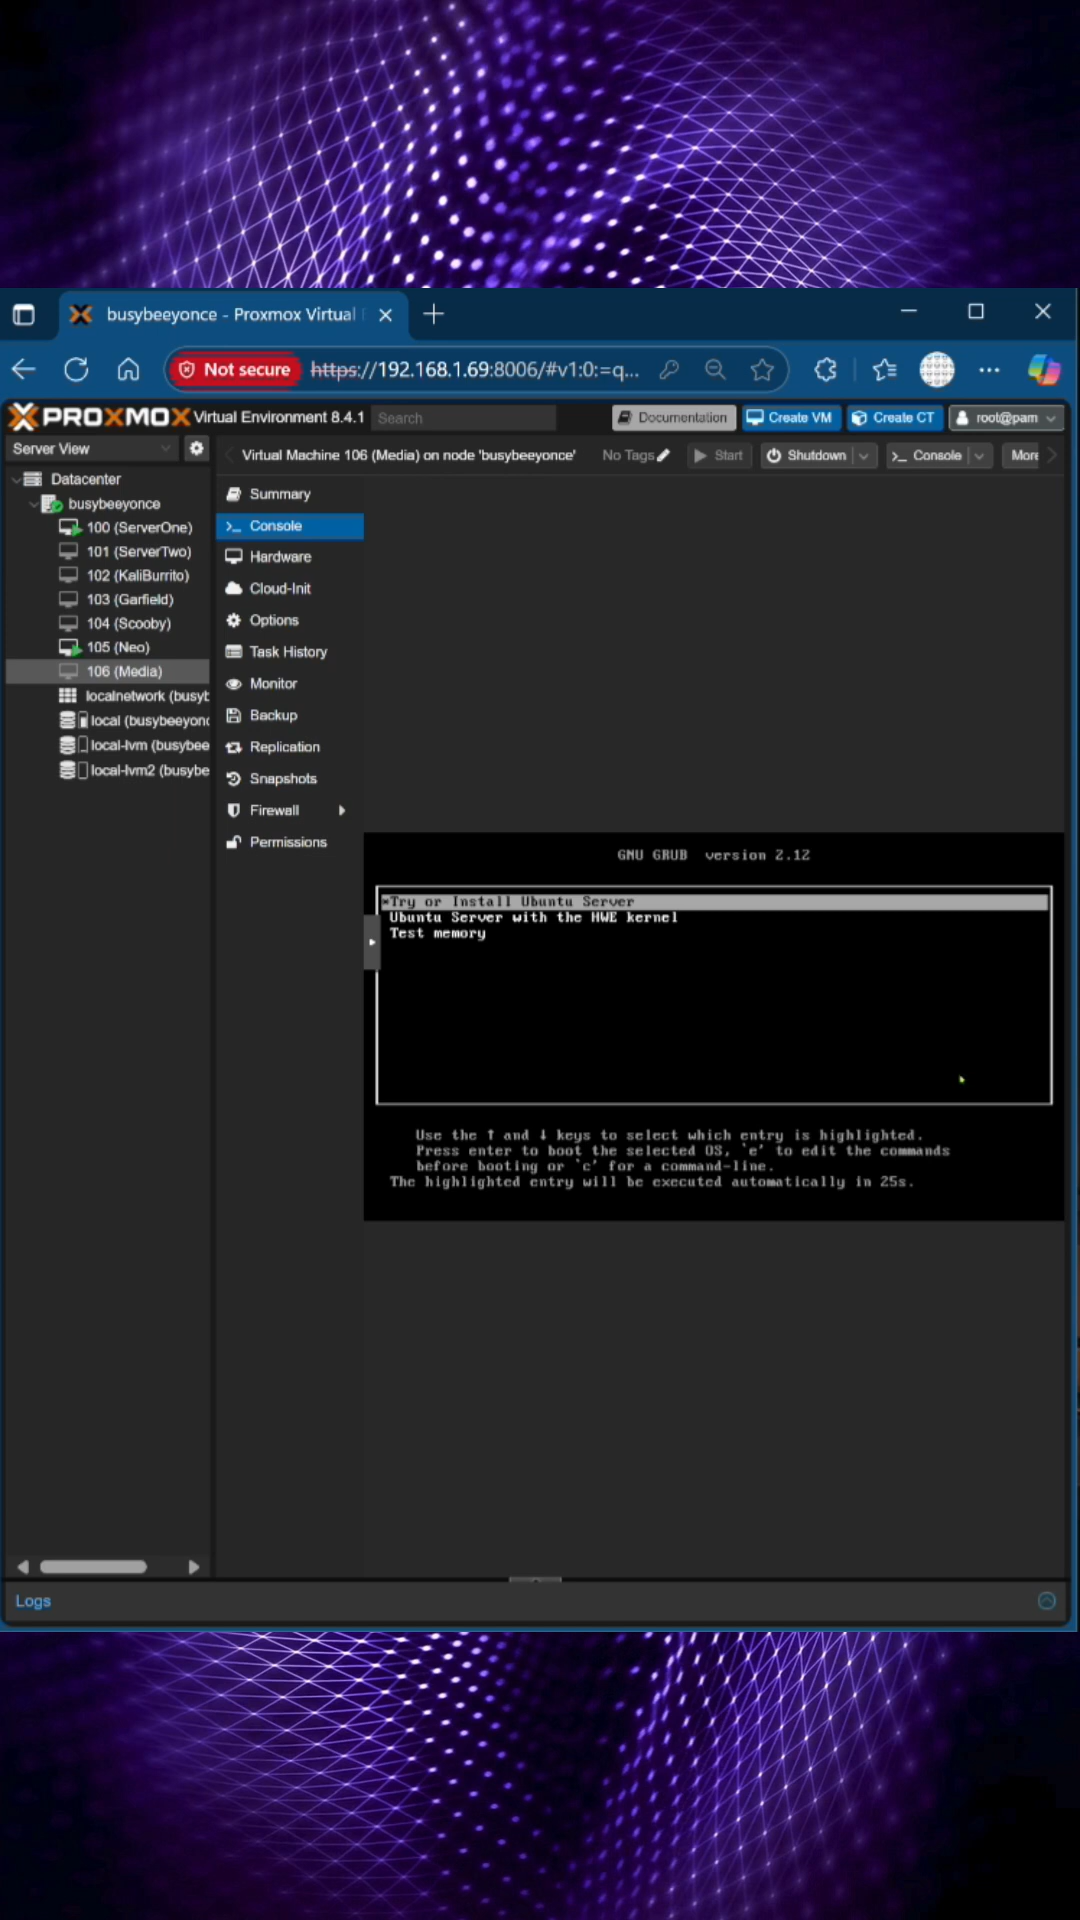 busybeeyonce - Proxmox Virtual
Not secure https://192.168.1.69:8006/#v1:0:=q...
PROXMOX Virtual Environment 8.4.1 Search Documentation Create VM Create CT root@pam
Server View
Virtual Machine 106 (Media) on node 'busybeeyonce' No Tags Start Shutdown >_ Console More
Datacenter
busybeeyonce
100 (ServerOne)
101 (ServerTwo)
102 (KaliBurrito)
103 (Garfield)
104 (Scooby)
105 (Neo)
106 (Media)
localnetwork (busyb
local (busybeeyonc
local-lvm (busybee
local-lvm2 (busybe
Summary
>_ Console
Hardware
Cloud-Init
Options
Task History
Monitor
Backup
Replication
Snapshots
Firewall
Permissions
GNU GRUB version 2.12
*Try or Install Ubuntu Server
Ubuntu Server with the HWE kernel
Test memory
Use the ↑ and ↓ keys to select which entry is highlighted.
Press enter to boot the selected OS, `e' to edit the commands
before booting or `c' for a command-line.
The highlighted entry will be executed automatically in 25s.
Logs